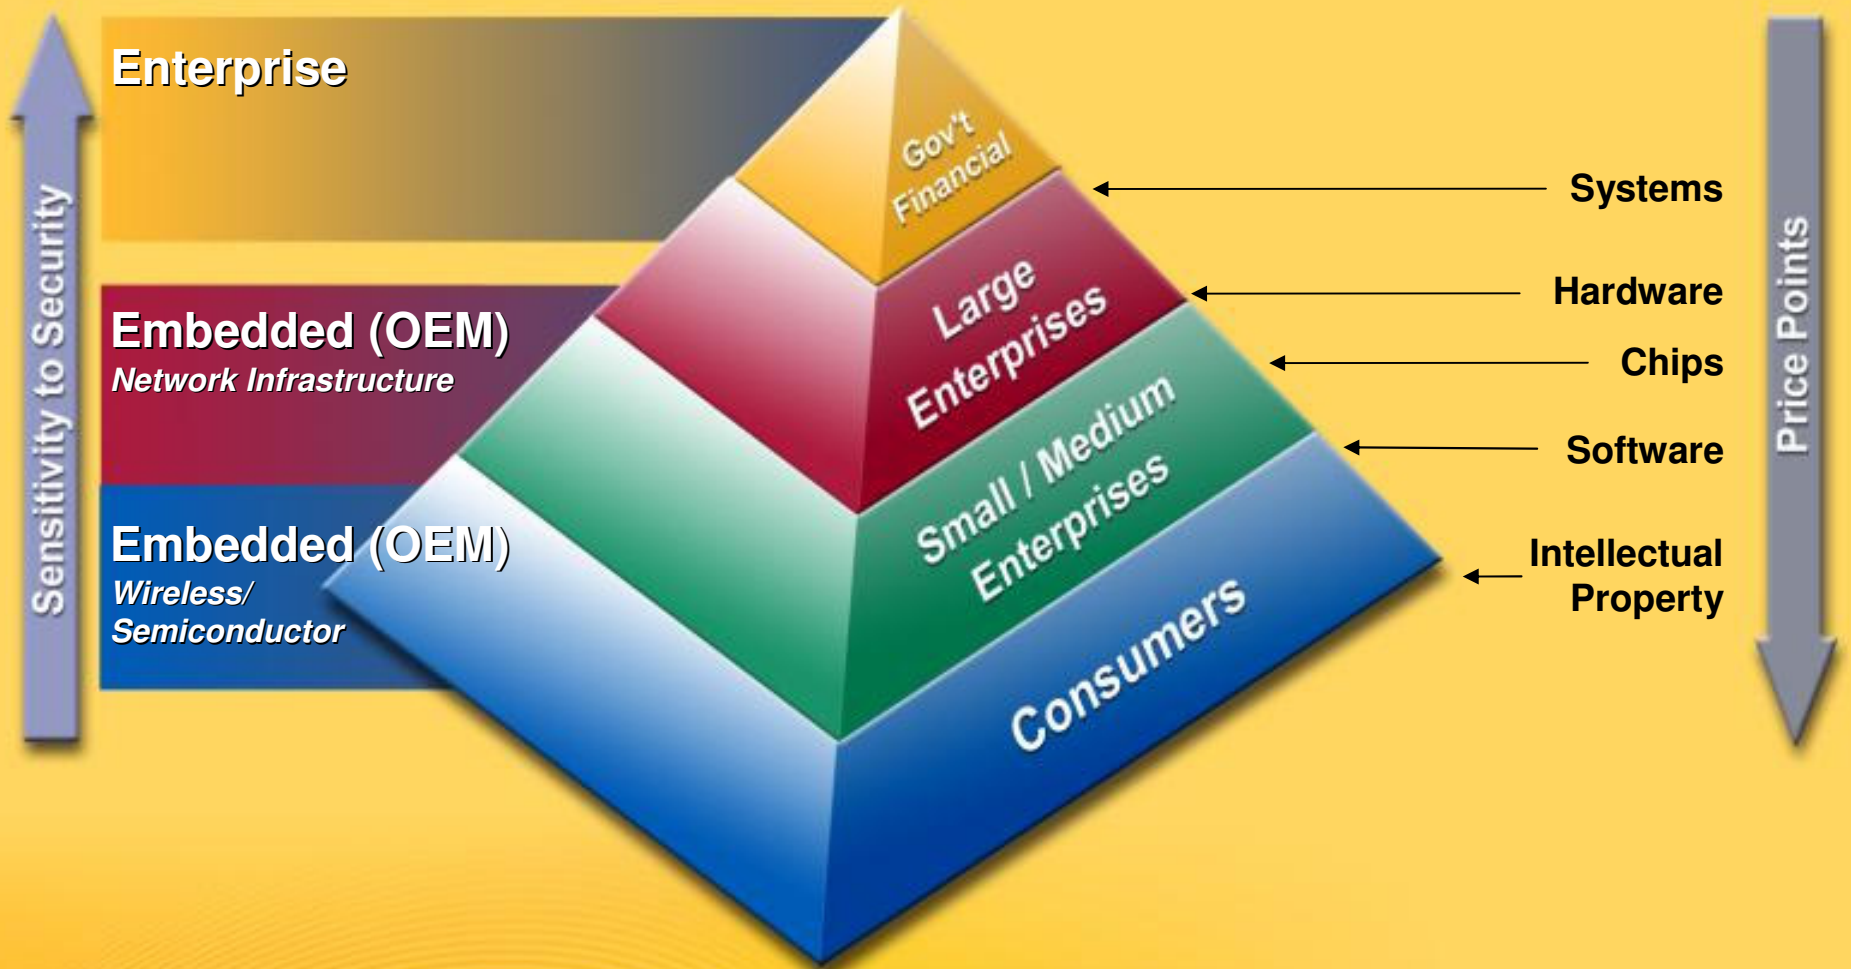 Sensitivity to Security
Enterprise
Embedded (OEM)
Network Infrastructure
Embedded (OEM)
Wireless/
Semiconductor
Gov't
Financial
Large
Enterprises
Small / Medium
Enterprises
Consumers
Systems
Hardware
Chips
Software
Intellectual
Property
Price Points